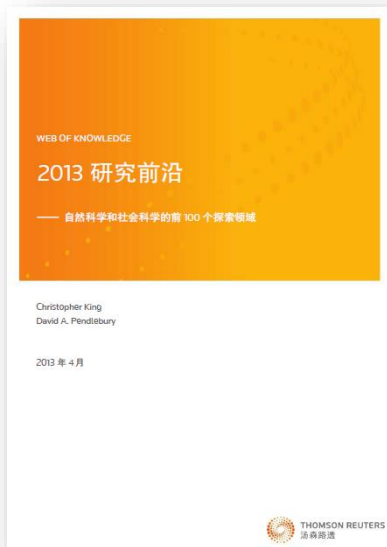 WEB OF KNOWLEDGE
2013 研究前沿
—— 自然科学和社会科学的前 100 个探索领域
Christopher King
David A. Pendlebury
2013 年 4 月
THOMSON REUTERS
汤森路透